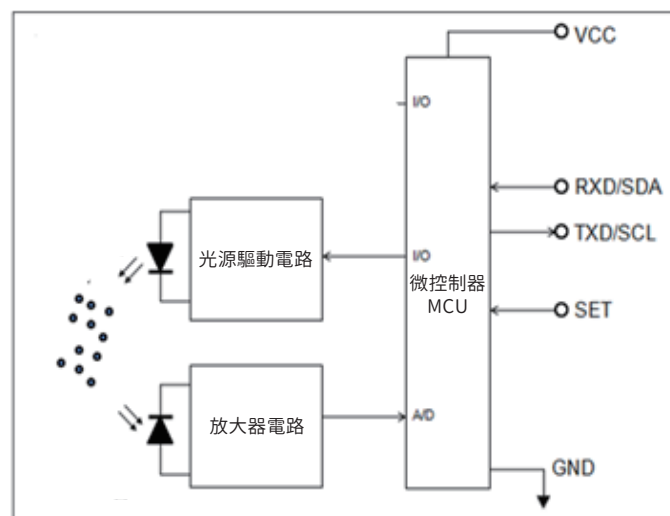 VCC
I/O
RXD/SDA
TXD/SCL
光源驅動電路
I/O
微控制器
MCU
SET
放大器電路
A/D
GND